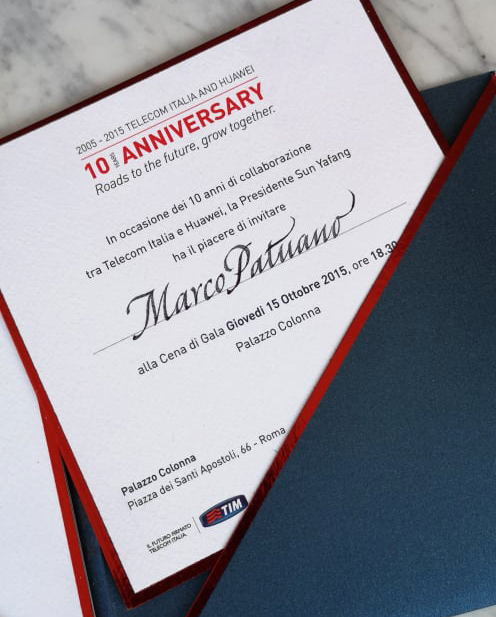 2005 - 2015 TELECOM ITALIA AND HUAWEI
10 YEARS ANNIVERSARY
Roads to the future, grow together.
In occasione dei 10 anni di collaborazione
tra Telecom Italia e Huawei, la Presidente Sun Yafang
ha il piacere di invitare
Marco Patuano
alla Cena di Gala Giovedì 15 Ottobre 2015, ore 18.30
Palazzo Colonna
Palazzo Colonna
Piazza dei Santi Apostoli, 66 - Roma
IL FUTURO FIRMATO
TELECOM ITALIA
TIM